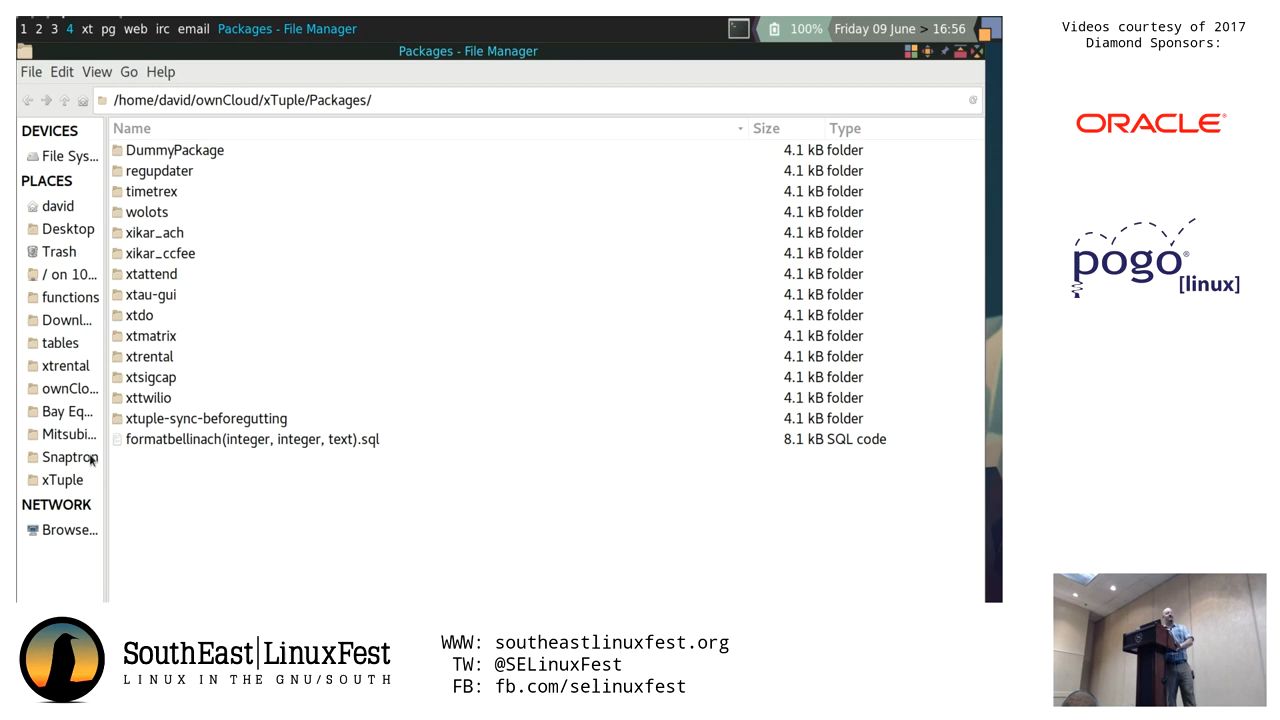 1 2 3 4 xt pg web irc email Packages - File Manager 100% Friday 09 June > 16:56
Packages - File Manager
File Edit View Go Help
/home/david/ownCloud/xTuple/Packages/
DEVICES
File Sys...
PLACES
david
Desktop
Trash
/ on 10...
functions
Downl...
tables
xtrental
ownClo...
Bay Eq...
Mitsubi...
Snaptron
xTuple
NETWORK
Browse...
Name Size Type
DummyPackage 4.1 kB folder
regupdater 4.1 kB folder
timetrex 4.1 kB folder
wolots 4.1 kB folder
xikar_ach 4.1 kB folder
xikar_ccfee 4.1 kB folder
xtattend 4.1 kB folder
xtau-gui 4.1 kB folder
xtdo 4.1 kB folder
xtmatrix 4.1 kB folder
xtrental 4.1 kB folder
xtsigcap 4.1 kB folder
xttwilio 4.1 kB folder
xtuple-sync-beforegutting 4.1 kB folder
formatbellinach(integer, integer, text).sql 8.1 kB SQL code
Videos courtesy of 2017
Diamond Sponsors:
ORACLE®
pogo®
[linux]
SouthEast|LinuxFest
LINUX IN THE GNU/SOUTH
WWW: southeastlinuxfest.org
TW: @SELinuxFest
FB: fb.com/selinuxfest